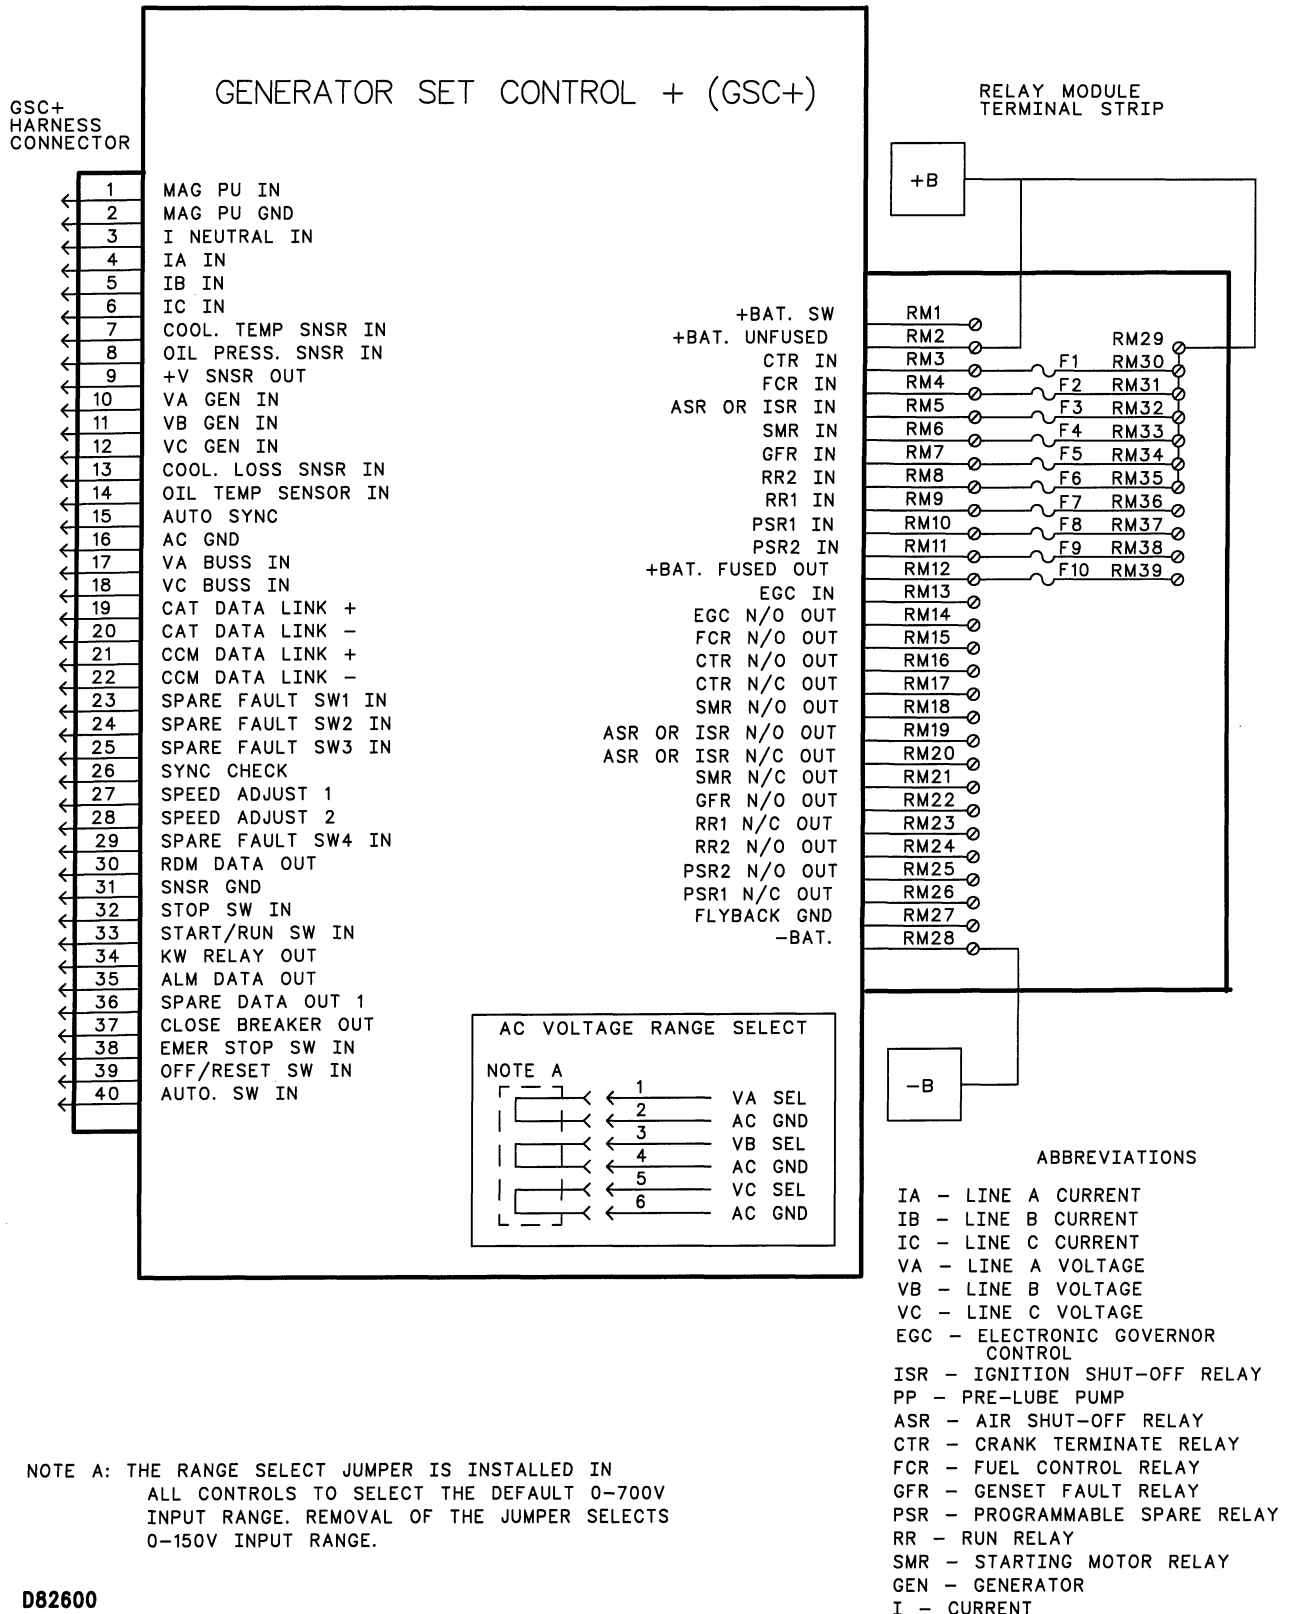 GENERATOR SET CONTROL + (GSC+)
GSC+
HARNESS
CONNECTOR
RELAY MODULE
TERMINAL STRIP
1 MAG PU IN
2 MAG PU GND
3 I NEUTRAL IN
4 IA IN
5 IB IN
6 IC IN
7 COOL. TEMP SNSR IN
8 OIL PRESS. SNSR IN
9 +V SNSR OUT
10 VA GEN IN
11 VB GEN IN
12 VC GEN IN
13 COOL. LOSS SNSR IN
14 OIL TEMP SENSOR IN
15 AUTO SYNC
16 AC GND
17 VA BUSS IN
18 VC BUSS IN
19 CAT DATA LINK +
20 CAT DATA LINK –
21 CCM DATA LINK +
22 CCM DATA LINK –
23 SPARE FAULT SW1 IN
24 SPARE FAULT SW2 IN
25 SPARE FAULT SW3 IN
26 SYNC CHECK
27 SPEED ADJUST 1
28 SPEED ADJUST 2
29 SPARE FAULT SW4 IN
30 RDM DATA OUT
31 SNSR GND
32 STOP SW IN
33 START/RUN SW IN
34 KW RELAY OUT
35 ALM DATA OUT
36 SPARE DATA OUT 1
37 CLOSE BREAKER OUT
38 EMER STOP SW IN
39 OFF/RESET SW IN
40 AUTO. SW IN
+B
+BAT. SW RM1
+BAT. UNFUSED RM2 RM29
CTR IN RM3 F1 RM30
FCR IN RM4 F2 RM31
ASR OR ISR IN RM5 F3 RM32
SMR IN RM6 F4 RM33
GFR IN RM7 F5 RM34
RR2 IN RM8 F6 RM35
RR1 IN RM9 F7 RM36
PSR1 IN RM10 F8 RM37
PSR2 IN RM11 F9 RM38
+BAT. FUSED OUT RM12 F10 RM39
EGC IN RM13
EGC N/O OUT RM14
FCR N/O OUT RM15
CTR N/O OUT RM16
CTR N/C OUT RM17
SMR N/O OUT RM18
ASR OR ISR N/O OUT RM19
ASR OR ISR N/C OUT RM20
SMR N/C OUT RM21
GFR N/O OUT RM22
RR1 N/C OUT RM23
RR2 N/O OUT RM24
PSR2 N/O OUT RM25
PSR1 N/C OUT RM26
FLYBACK GND RM27
–BAT. RM28
–B
AC VOLTAGE RANGE SELECT
NOTE A
1 VA SEL
2 AC GND
3 VB SEL
4 AC GND
5 VC SEL
6 AC GND
ABBREVIATIONS
IA – LINE A CURRENT
IB – LINE B CURRENT
IC – LINE C CURRENT
VA – LINE A VOLTAGE
VB – LINE B VOLTAGE
VC – LINE C VOLTAGE
EGC – ELECTRONIC GOVERNOR
CONTROL
ISR – IGNITION SHUT–OFF RELAY
PP – PRE–LUBE PUMP
ASR – AIR SHUT–OFF RELAY
CTR – CRANK TERMINATE RELAY
FCR – FUEL CONTROL RELAY
GFR – GENSET FAULT RELAY
PSR – PROGRAMMABLE SPARE RELAY
RR – RUN RELAY
SMR – STARTING MOTOR RELAY
GEN – GENERATOR
I – CURRENT
NOTE A: THE RANGE SELECT JUMPER IS INSTALLED IN
ALL CONTROLS TO SELECT THE DEFAULT 0–700V
INPUT RANGE. REMOVAL OF THE JUMPER SELECTS
0–150V INPUT RANGE.
D82600